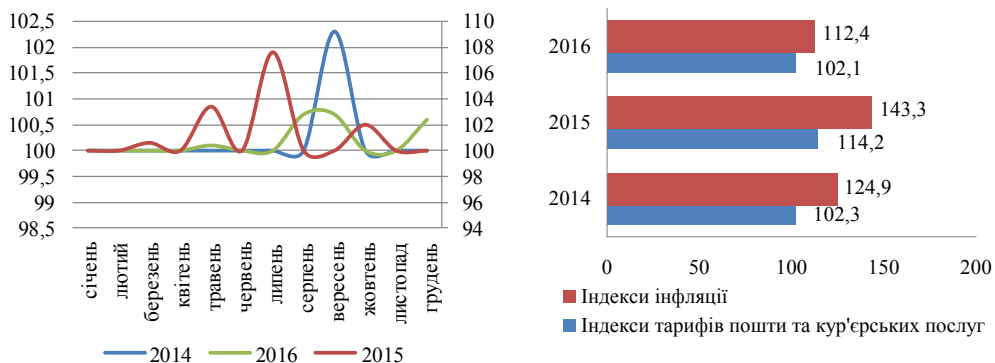 102,5
102
101,5
101
100,5
100
99,5
99
98,5
110
108
106
104
102
100
98
96
94
січень
лютий
березень
квітень
травень
червень
липень
серпень
вересень
жовтень
листопад
грудень
2014 2016 2015
2016
112,4
102,1
2015
143,3
114,2
2014
124,9
102,3
0 50 100 150 200
Індекси інфляції
Індекси тарифів пошти та кур'єрських послуг